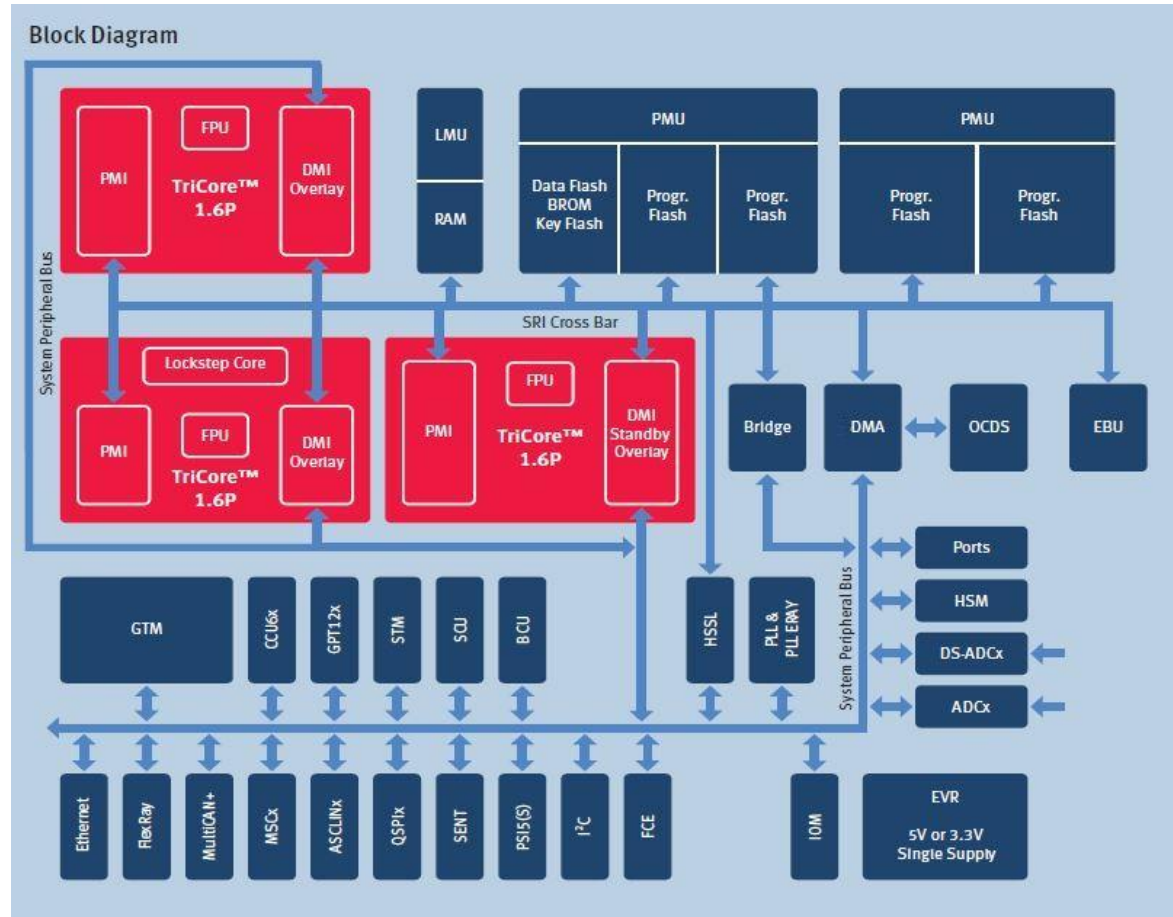 Block Diagram
System Peripheral Bus
PMI
FPU
TriCore™
1.6P
DMI
Overlay
LMU
RAM
PMU
Data Flash
BROM
Key Flash
Progr.
Flash
Progr.
Flash
PMU
Progr.
Flash
Progr.
Flash
SRI Cross Bar
Lockstep Core
PMI
FPU
TriCore™
1.6P
DMI
Overlay
PMI
FPU
TriCore™
1.6P
DMI
Standby
Overlay
Bridge
DMA
OCDS
EBU
GTM
CCU6x
GPT12x
STM
SCU
BCU
HSSL
PLL &
PLL ERAY
System Peripheral Bus
Ports
HSM
DS-ADCx
ADCx
Ethernet
FlexRay
MultiCAN+
MSCx
ASCLINx
QSPIx
SENT
PSI5(S)
I²C
FCE
IOM
EVR
5V or 3.3V
Single Supply